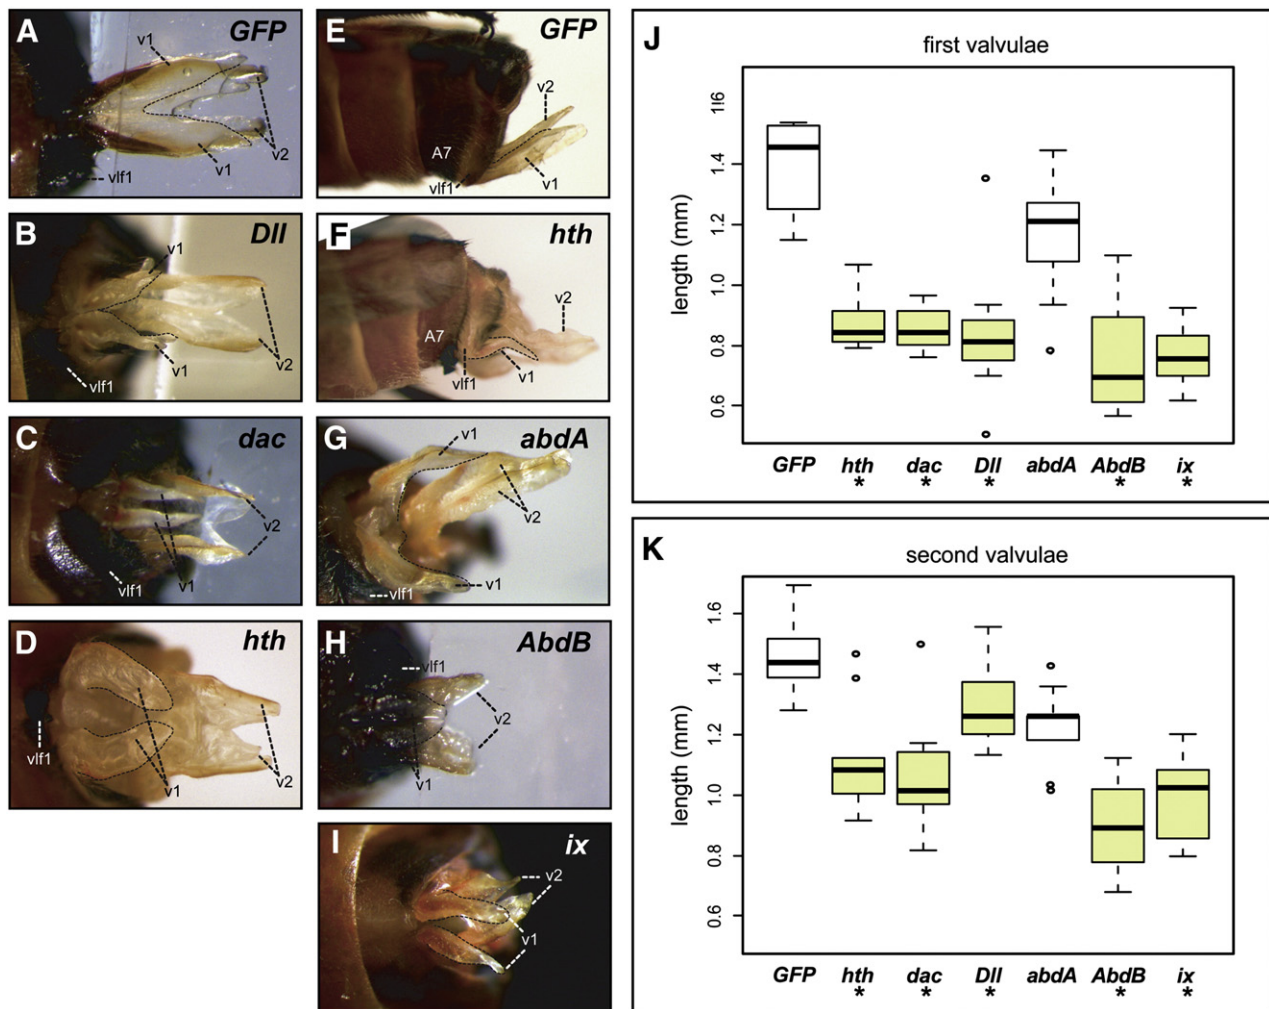 A GFP
v1
v2
v1
vlf1
B Dll
v1
v2
v1
vlf1
C dac
v2
vlf1
v1
D hth
vlf1
v1
v2
E GFP
v2
A7
v1
vlf1
F hth
v2
A7
vlf1
v1
G abdA
v1
v2
v1
vlf1
H AbdB
vlf1
v2
v1
I ix
v2
v1
J
first valvulae
length (mm)
1.6
1.4
1.2
1.0
0.8
0.6
GFP hth dac Dll abdA AbdB ix
* * * * *
K
second valvulae
length (mm)
1.6
1.4
1.2
1.0
0.8
0.6
GFP hth dac Dll abdA AbdB ix
* * * * *